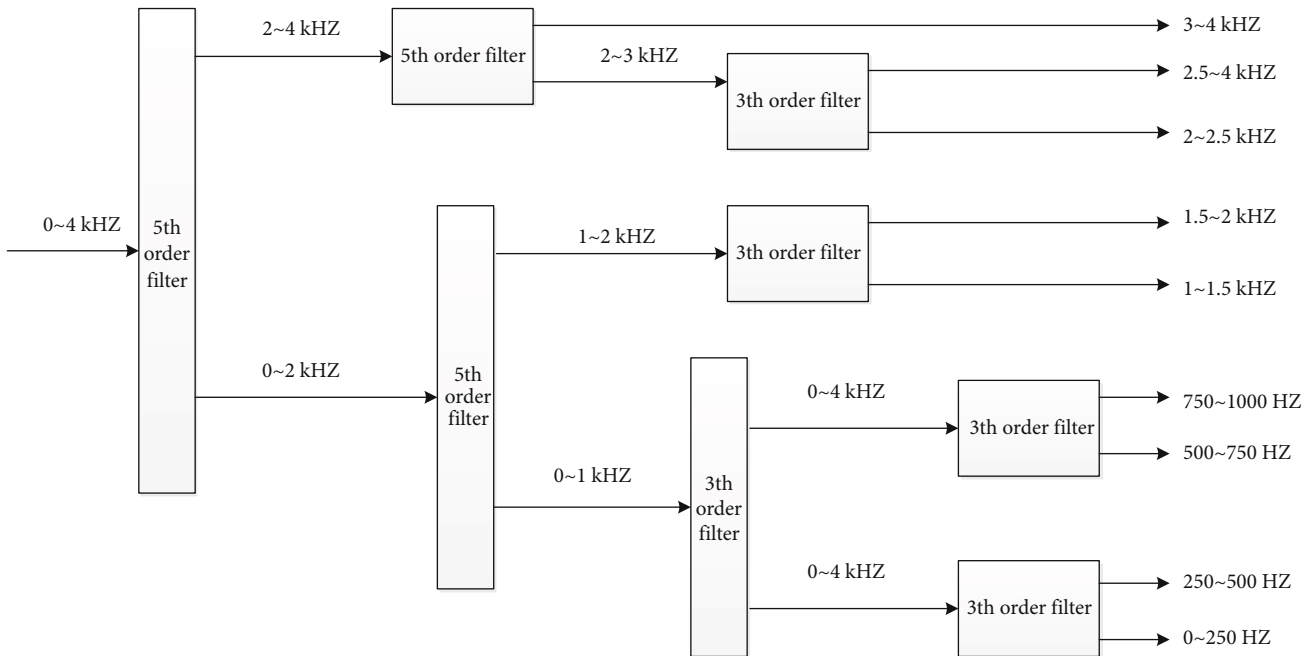 2~4 kHZ
5th order filter
3~4 kHZ
2~3 kHZ
3th order filter
2.5~4 kHZ
2~2.5 kHZ
0~4 kHZ
5th
order
filter
1~2 kHZ
3th order filter
1.5~2 kHZ
1~1.5 kHZ
0~2 kHZ
5th
order
filter
0~4 kHZ
3th order filter
750~1000 HZ
500~750 HZ
0~1 kHZ
3th
order
filter
0~4 kHZ
3th order filter
250~500 HZ
0~250 HZ